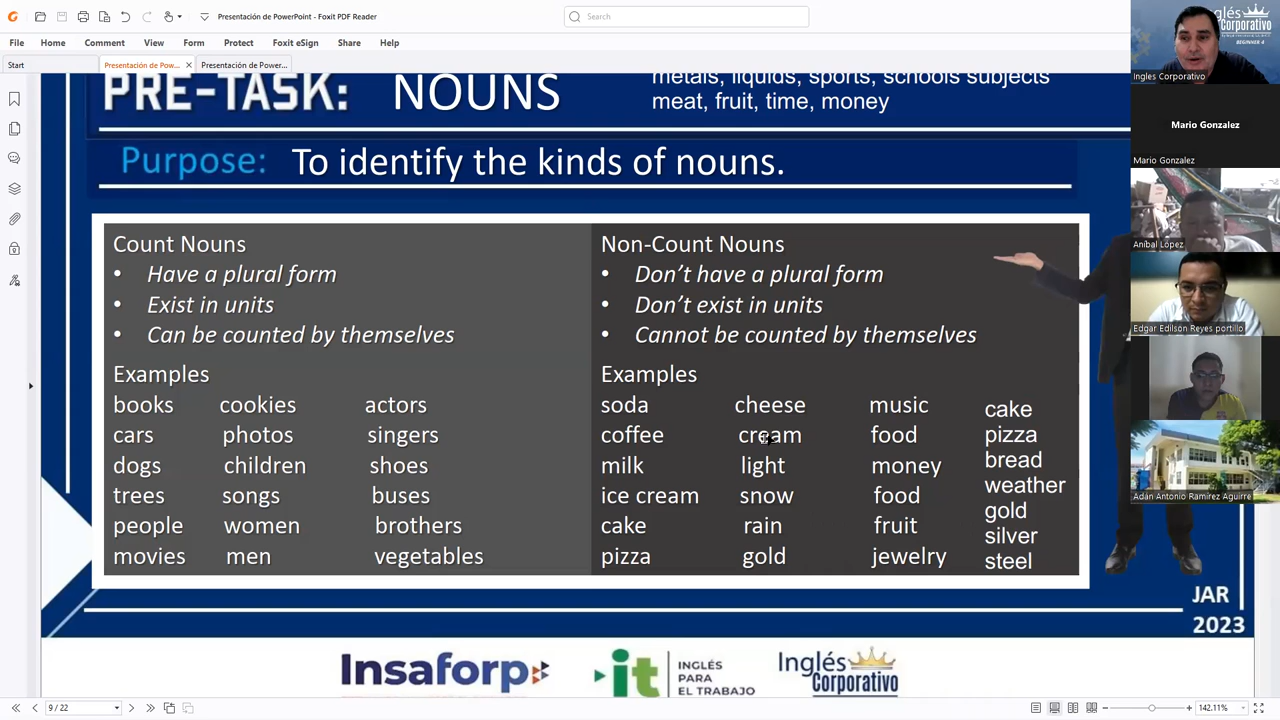 Presentación de PowerPoint - Foxit PDF Reader
Search
File Home Comment View Form Protect Foxit eSign Share Help
Start Presentación de Pow... Presentación de Power...
PRE-TASK: NOUNS
metals, liquids, sports, schools subjects
meat, fruit, time, money
Purpose: To identify the kinds of nouns.
Count Nouns
• Have a plural form
• Exist in units
• Can be counted by themselves
Examples
books cookies actors
cars photos singers
dogs children shoes
trees songs buses
people women brothers
movies men vegetables
Non-Count Nouns
• Don't have a plural form
• Don't exist in units
• Cannot be counted by themselves
Examples
soda cheese music cake
coffee cream food pizza
milk light money bread
ice cream snow food weather
cake rain fruit gold
pizza gold jewelry silver
steel
JAR
2023
Insaforp
it INGLÉS
PARA
EL TRABAJO
Inglés
Corporativo
9 / 22
142.11%
glés
Corporativo
BEGINNER 4
Ingles Corporativo
Mario Gonzalez
Mario Gonzalez
Aníbal López
Edgar Edilson Reyes portillo
Adán Antonio Ramírez Aguirre